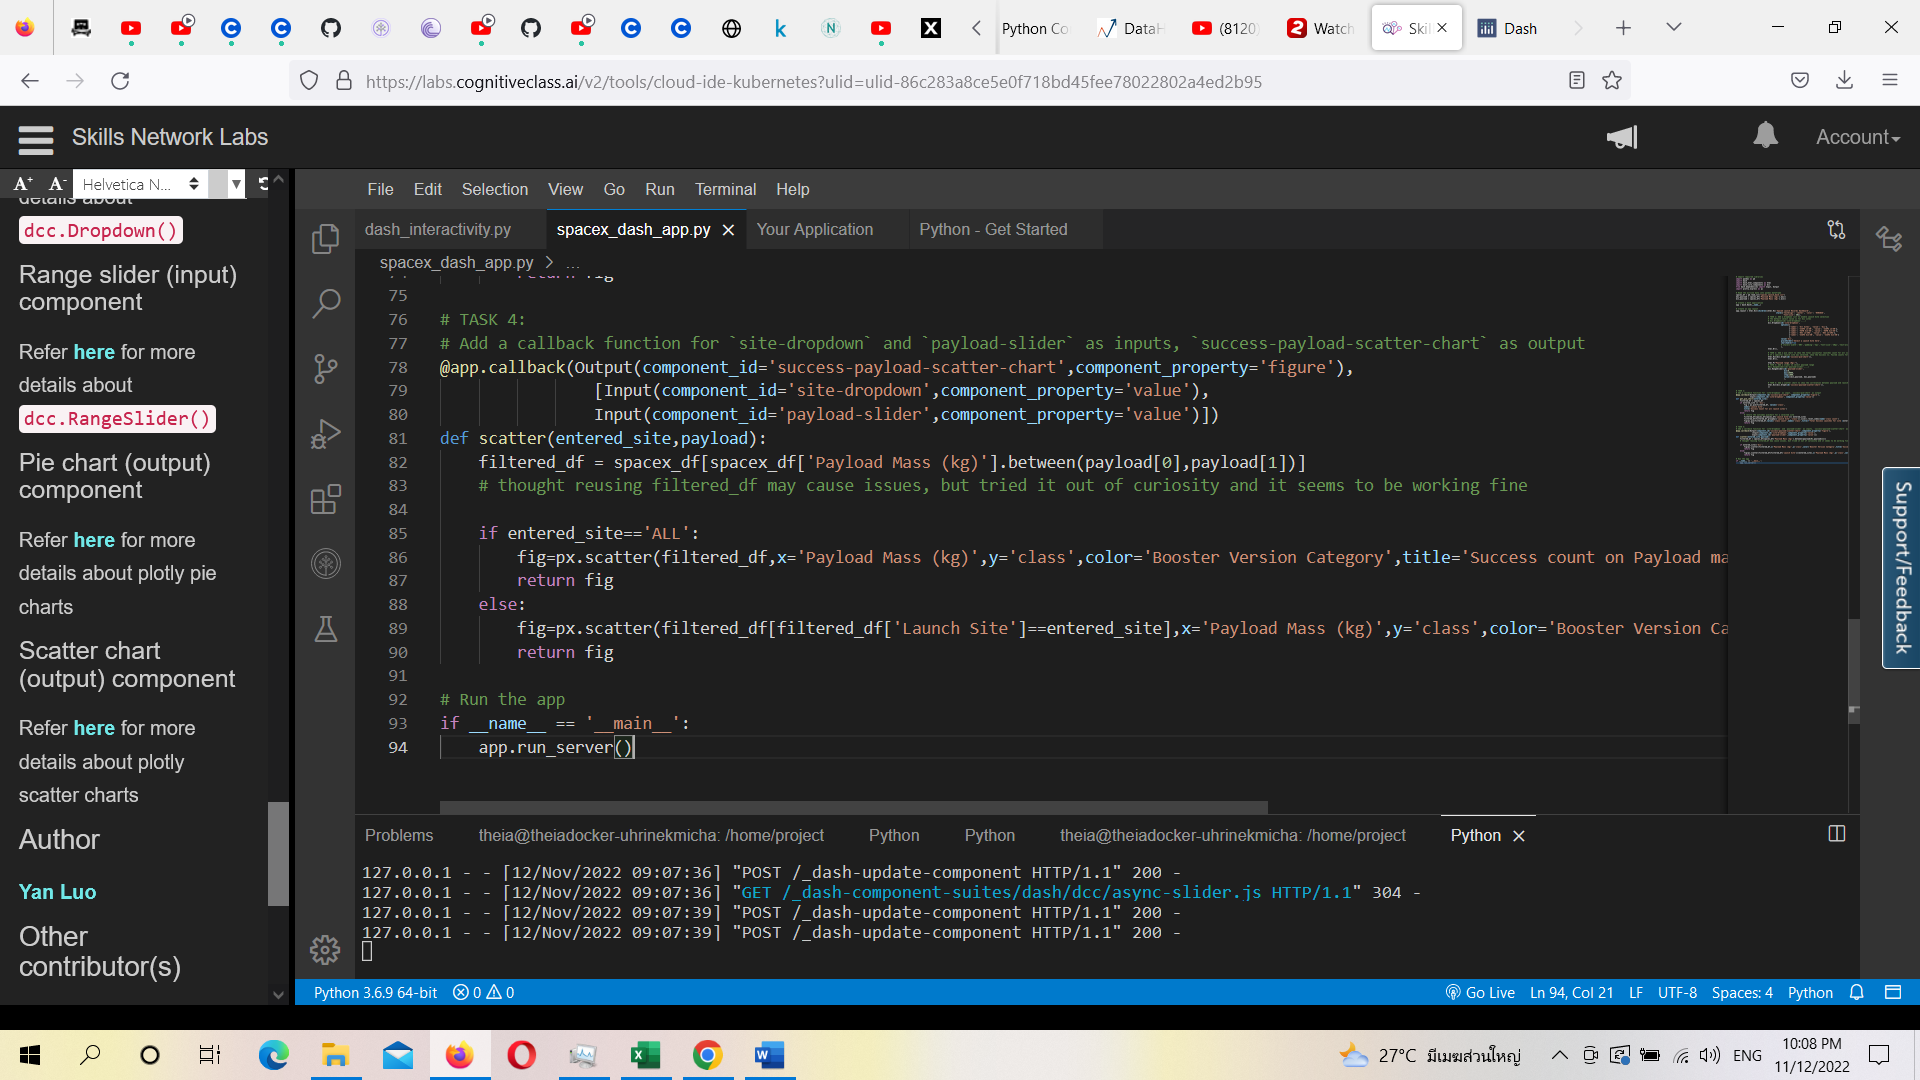 Python Co
DataH
(8120)
Watch
Skil
Dash
https://labs.cognitiveclass.ai/v2/tools/cloud-ide-kubernetes?ulid=ulid-86c283a8ce5e0f718bd45fee78022802a4ed2b95
Skills Network Labs
Account
A+ A- Helvetica N...
details about
dcc.Dropdown()
Range slider (input)
component
Refer here for more
details about
dcc.RangeSlider()
Pie chart (output)
component
Refer here for more
details about plotly pie
charts
Scatter chart
(output) component
Refer here for more
details about plotly
scatter charts
Author
Yan Luo
Other
contributor(s)
File Edit Selection View Go Run Terminal Help
dash_interactivity.py spacex_dash_app.py Your Application Python - Get Started
spacex_dash_app.py > ...
74 return fig
75
76 # TASK 4:
77 # Add a callback function for `site-dropdown` and `payload-slider` as inputs, `success-payload-scatter-chart` as output
78 @app.callback(Output(component_id='success-payload-scatter-chart',component_property='figure'),
79 [Input(component_id='site-dropdown',component_property='value'),
80 Input(component_id='payload-slider',component_property='value')])
81 def scatter(entered_site,payload):
82 filtered_df = spacex_df[spacex_df['Payload Mass (kg)'].between(payload[0],payload[1])]
83 # thought reusing filtered_df may cause issues, but tried it out of curiosity and it seems to be working fine
84
85 if entered_site=='ALL':
86 fig=px.scatter(filtered_df,x='Payload Mass (kg)',y='class',color='Booster Version Category',title='Success count on Payload ma
87 return fig
88 else:
89 fig=px.scatter(filtered_df[filtered_df['Launch Site']==entered_site],x='Payload Mass (kg)',y='class',color='Booster Version Ca
90 return fig
91
92 # Run the app
93 if __name__ == '__main__':
94 app.run_server()
Support/Feedback
Problems theia@theiadocker-uhrinekmicha: /home/project Python Python theia@theiadocker-uhrinekmicha: /home/project Python
127.0.0.1 - - [12/Nov/2022 09:07:36] "POST /_dash-update-component HTTP/1.1" 200 -
127.0.0.1 - - [12/Nov/2022 09:07:36] "GET /_dash-component-suites/dash/dcc/async-slider.js HTTP/1.1" 304 -
127.0.0.1 - - [12/Nov/2022 09:07:39] "POST /_dash-update-component HTTP/1.1" 200 -
127.0.0.1 - - [12/Nov/2022 09:07:39] "POST /_dash-update-component HTTP/1.1" 200 -
Python 3.6.9 64-bit 0 0 Go Live Ln 94, Col 21 LF UTF-8 Spaces: 4 Python
27°C มีเมฆส่วนใหญ่ ENG
10:08 PM
11/12/2022